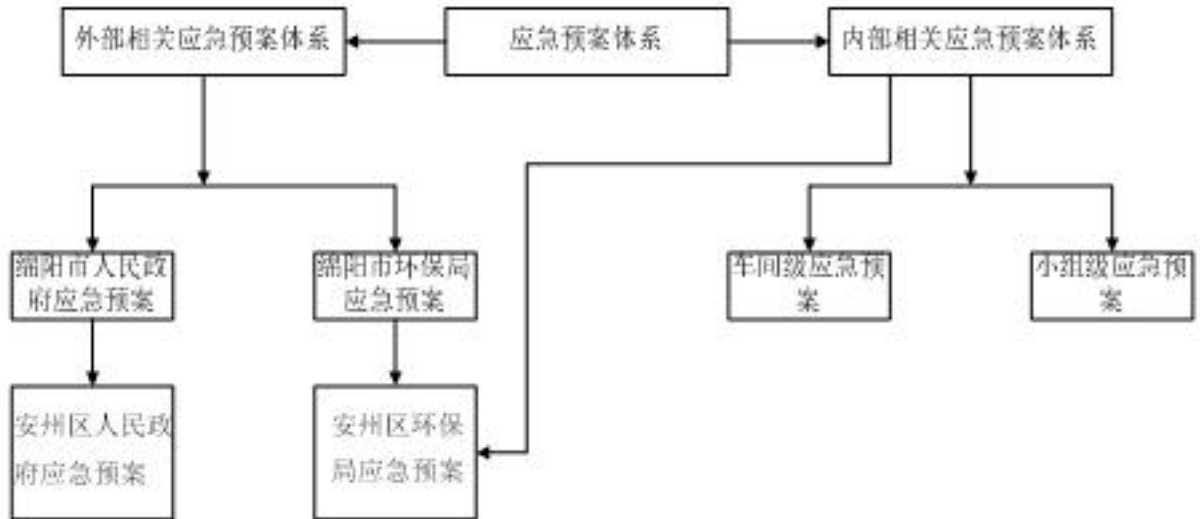 外部相关应急预案体系
应急预案体系
内部相关应急预案体系
绵阳市人民政
府应急预案
绵阳市环保局
应急预案
车间级应急预
案
小组级应急预
案
安州区人民政
府应急预案
安州区环保
局应急预案